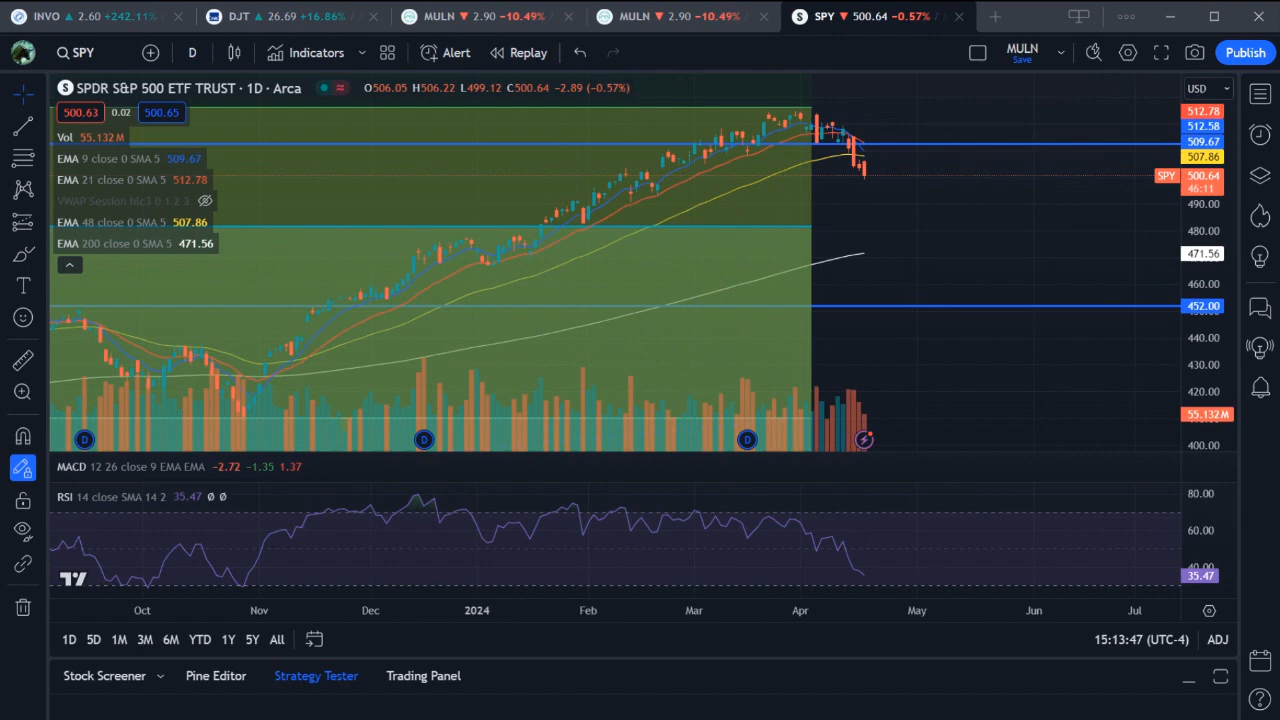 INVO ▲ 2.60 +242.11% DJT ▲ 26.69 +16.86% MULN ▼ 2.90 −10.49% MULN ▼ 2.90 −10.49% SPY ▼ 500.64 −0.57%
SPY D Indicators Alert Replay MULN Save Publish
S SPDR S&P 500 ETF TRUST · 1D · Arca O506.05 H506.22 L499.12 C500.64 −2.89 (−0.57%) USD
500.63 0.02 500.65
Vol 55.132M
EMA 9 close 0 SMA 5 509.67
EMA 21 close 0 SMA 5 512.78
VWAP Session hlc3 0 1 2 3
EMA 48 close 0 SMA 5 507.86
EMA 200 close 0 SMA 5 471.56
512.78
512.58
509.67
507.86
SPY 500.64
46:11
490.00
480.00
471.56
460.00
452.00
440.00
430.00
420.00
55.132M
400.00
D D D
MACD 12 26 close 9 EMA EMA −2.72 −1.35 1.37
RSI 14 close SMA 14 2 35.47 Ø Ø
80.00
60.00
40.00
35.47
Oct Nov Dec 2024 Feb Mar Apr May Jun Jul
1D 5D 1M 3M 6M YTD 1Y 5Y All 15:13:47 (UTC-4) ADJ
Stock Screener Pine Editor Strategy Tester Trading Panel